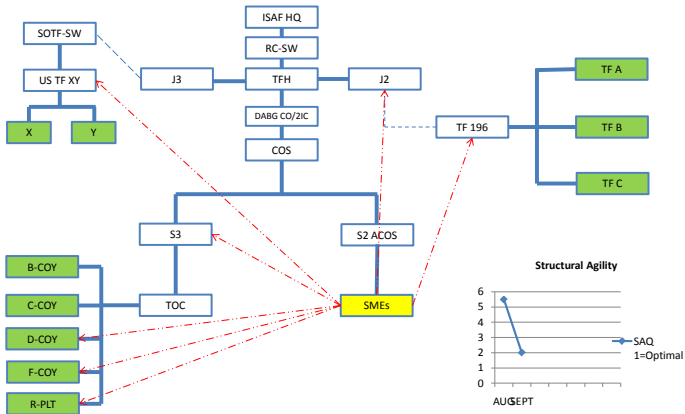 ISAF HQ
SOTF-SW
RC-SW
US TF XY
J3
TFH
J2
TF A
X
Y
DABG CO/2IC
TF 196
TF B
COS
TF C
S3
S2 ACOS
B-COY
C-COY
TOC
SMEs
D-COY
F-COY
R-PLT
Structural Agility
6
5
4
3
2
1
0
AUG
SEPT
SAQ
1=Optimal